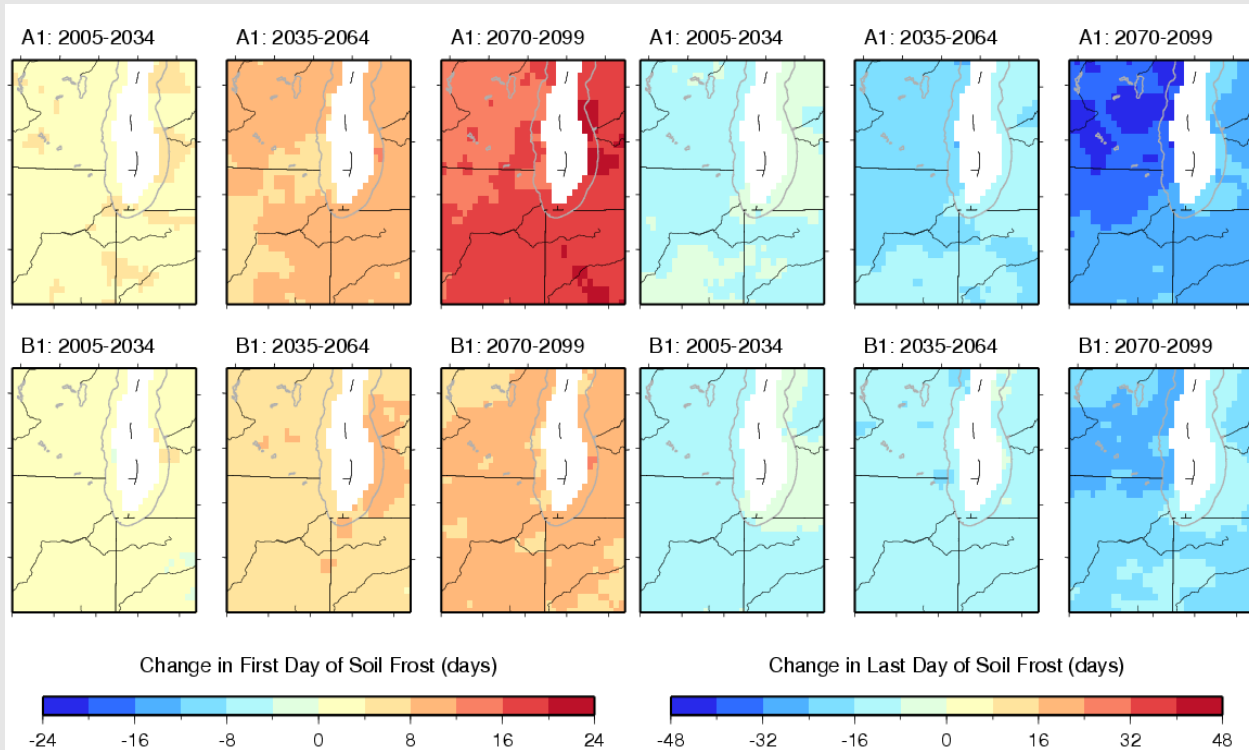 A1: 2005-2034 A1: 2035-2064 A1: 2070-2099 A1: 2005-2034 A1: 2035-2064 A1: 2070-2099
B1: 2005-2034 B1: 2035-2064 B1: 2070-2099 B1: 2005-2034 B1: 2035-2064 B1: 2070-2099
Change in First Day of Soil Frost (days) Change in Last Day of Soil Frost (days)
-24 -16 -8 0 8 16 24 -48 -32 -16 0 16 32 48